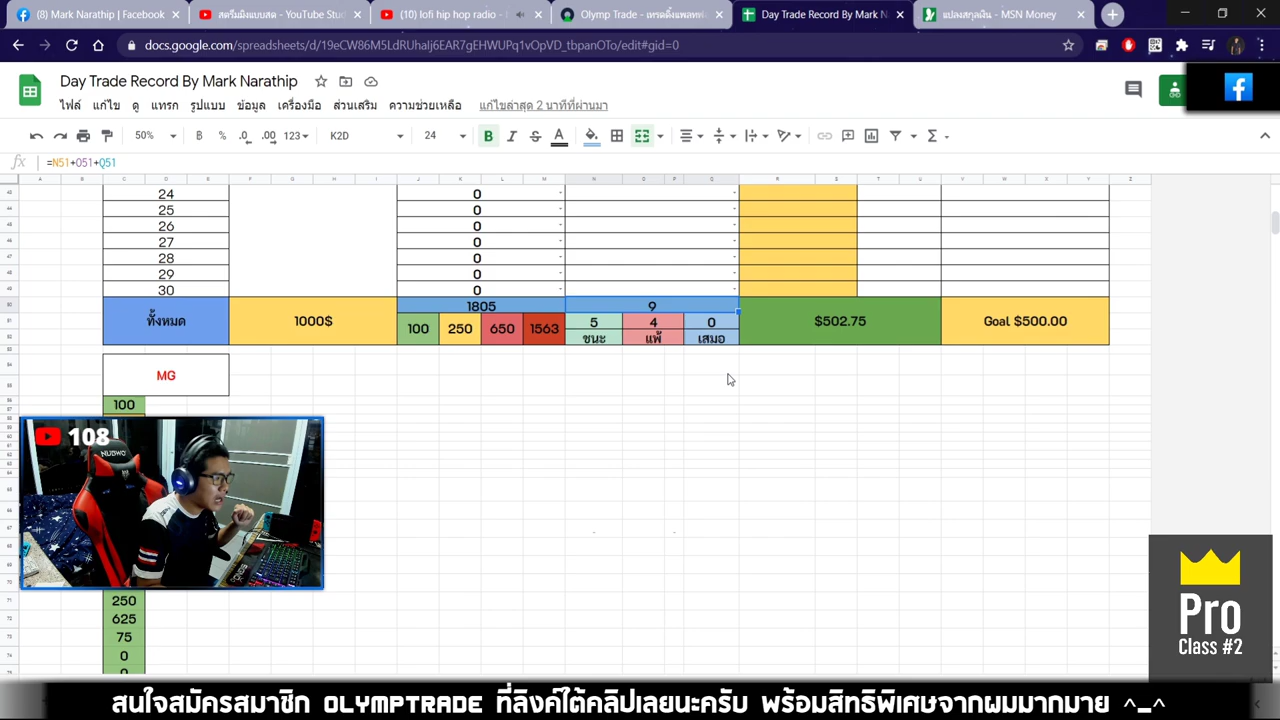 (8) Mark Narathip | Facebook
สตรีมมิงแบบสด - YouTube Stud
(10) lofi hip hop radio -
Olymp Trade - เทรดดิ้งแพลทฟ
Day Trade Record By Mark N
แปลงสกุลเงิน - MSN Money
docs.google.com/spreadsheets/d/19eCW86M5LdRUhaIj6EAR7gEHWUPq1vOpVD_tbpanOTo/edit#gid=0
Day Trade Record By Mark Narathip
ไฟล์ แก้ไข ดู แทรก รูปแบบ ข้อมูล เครื่องมือ ส่วนเสริม ความช่วยเหลือ แก้ไขล่าสุด 2 นาทีที่ผ่านมา
50% ฿ % .0 .00 123 K2D 24 B I S A
fx =N51+O51+Q51
24 0 - -
25 0 - -
26 0 - -
27 0 - -
28 0 - -
29 0 - -
30 0 - -
ทั้งหมด 1000$ 1805 9 $502.75 Goal $500.00
100 250 650 1563 5 4 0
ชนะ แพ้ เสมอ
MG
100
108
NUBWO
250
625
75
0
0
Pro
Class #2
สนใจสมัครสมาชิก OLYMPTRADE ที่ลิงค์ใต้คลิปเลยนะครับ พร้อมสิทธิพิเศษจากผมมากมาย ^_^